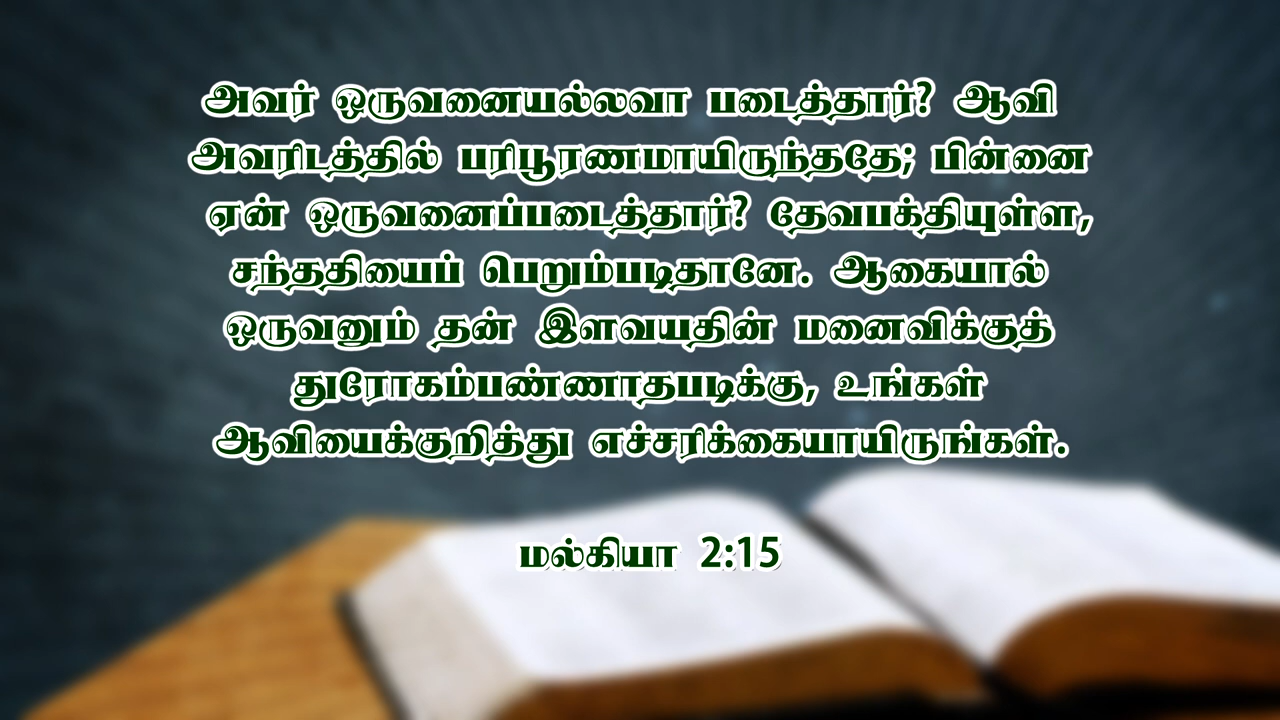 அவர் ஒருவனையல்லவா படைத்தார்? ஆவி
அவரிடத்தில் பரிபூரணமாயிருந்ததே; பின்னை
ஏன் ஒருவனைப்படைத்தார்? தேவபக்தியுள்ள,
சந்ததியைப் பெறும்படிதானே. ஆகையால்
ஒருவனும் தன் இளவயதின் மனைவிக்குத்
துரோகம்பண்ணாதபடிக்கு, உங்கள்
ஆவியைக்குறித்து எச்சரிக்கையாயிருங்கள்.
மல்கியா 2:15